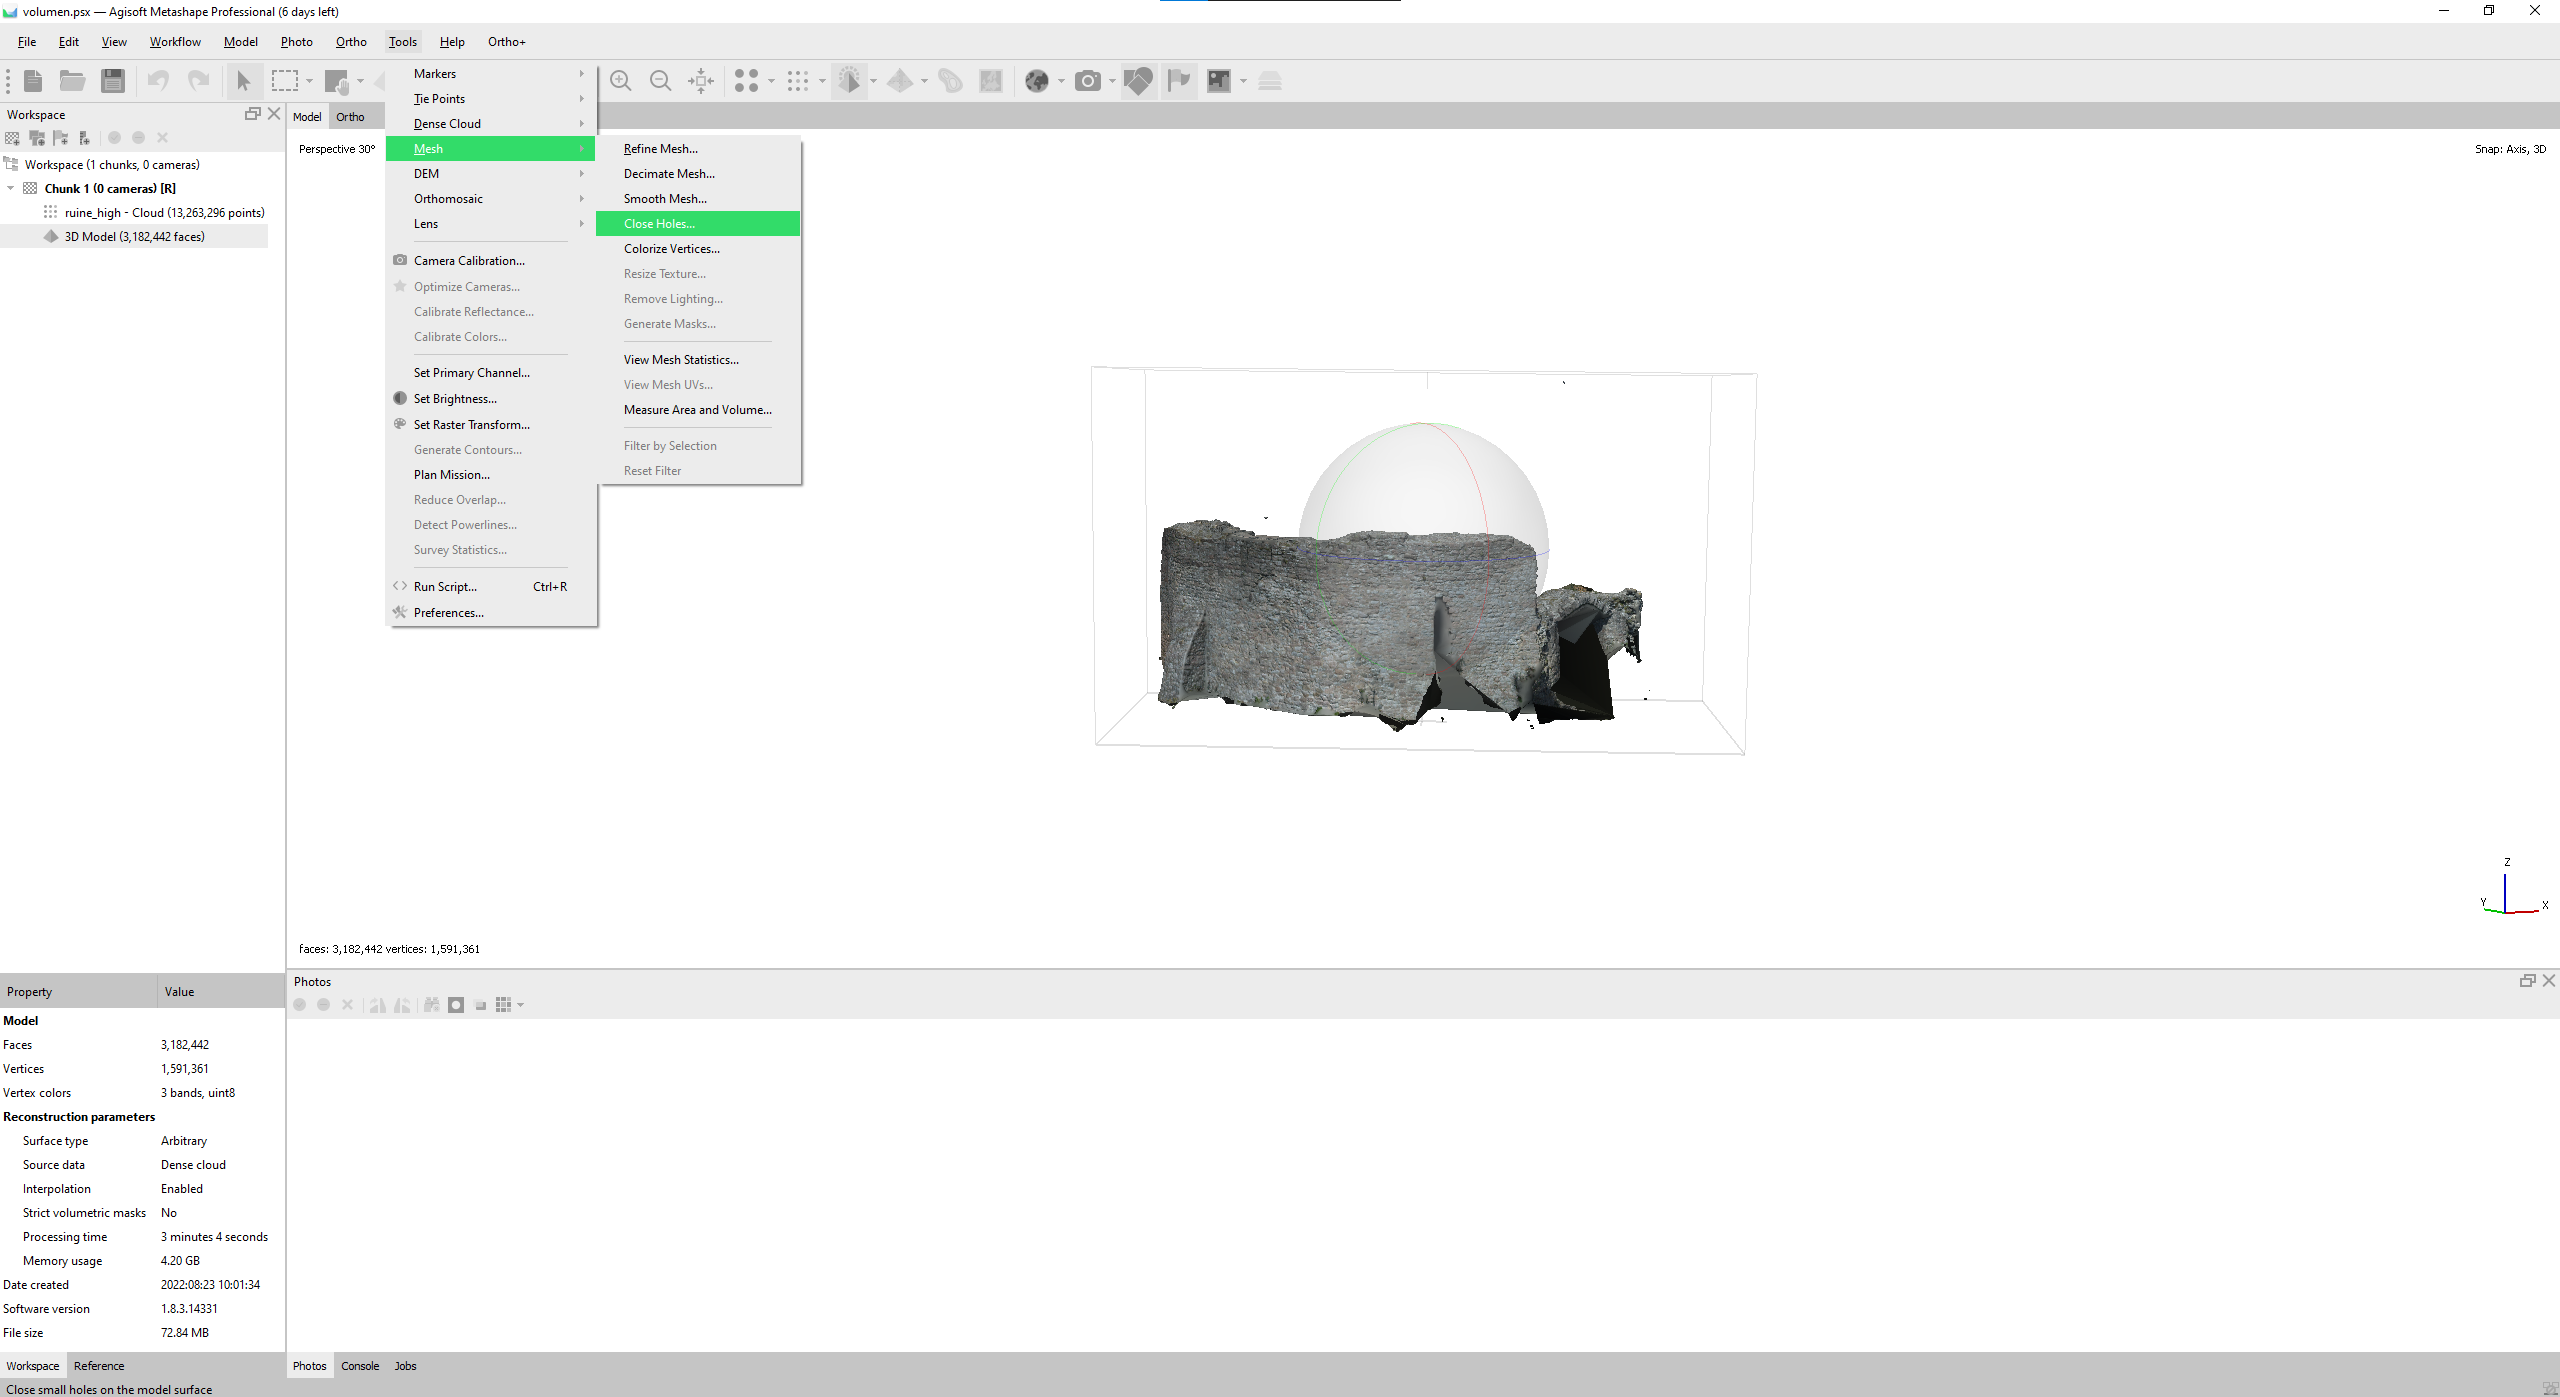 volumen.psx — Agisoft Metashape Professional (6 days left)
File Edit View Workflow Model Photo Ortho Tools Help Ortho+
Workspace
Workspace (1 chunks, 0 cameras)
Chunk 1 (0 cameras) [R]
ruine_high - Cloud (13,263,296 points)
3D Model (3,182,442 faces)
Model Ortho
Perspective 30°
Snap: Axis, 3D
Markers
Tie Points
Dense Cloud
Mesh
DEM
Orthomosaic
Lens
Camera Calibration...
Optimize Cameras...
Calibrate Reflectance...
Calibrate Colors...
Set Primary Channel...
Set Brightness...
Set Raster Transform...
Generate Contours...
Plan Mission...
Reduce Overlap...
Detect Powerlines...
Survey Statistics...
Run Script... Ctrl+R
Preferences...
Refine Mesh...
Decimate Mesh...
Smooth Mesh...
Close Holes...
Colorize Vertices...
Resize Texture...
Remove Lighting...
Generate Masks...
View Mesh Statistics...
View Mesh UVs...
Measure Area and Volume...
Filter by Selection
Reset Filter
Z
Y
X
faces: 3,182,442 vertices: 1,591,361
Property Value
Model
Faces 3,182,442
Vertices 1,591,361
Vertex colors 3 bands, uint8
Reconstruction parameters
Surface type Arbitrary
Source data Dense cloud
Interpolation Enabled
Strict volumetric masks No
Processing time 3 minutes 4 seconds
Memory usage 4.20 GB
Date created 2022:08:23 10:01:34
Software version 1.8.3.14331
File size 72.84 MB
Workspace Reference
Photos
Photos Console Jobs
Close small holes on the model surface